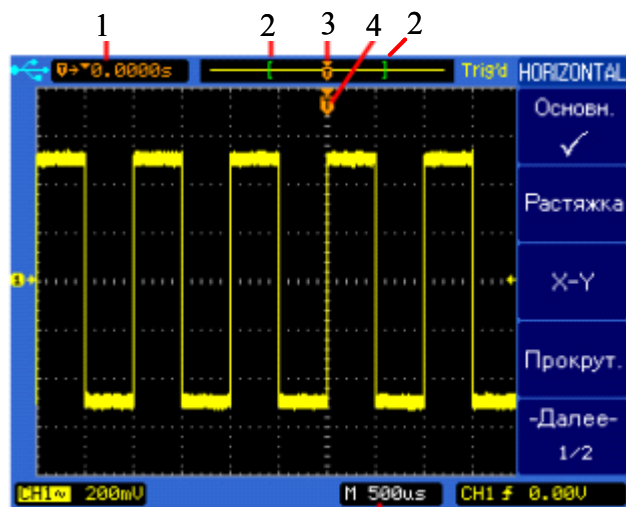 1 2 3 4 2
T→▼0.0000s T Trig'd HORIZONTAL
T
Основн.
✓
Растяжка
1
X-Y
Прокрут.
-Далее-
1/2
CH1~ 200mV M 500us CH1 ƒ 0.00V